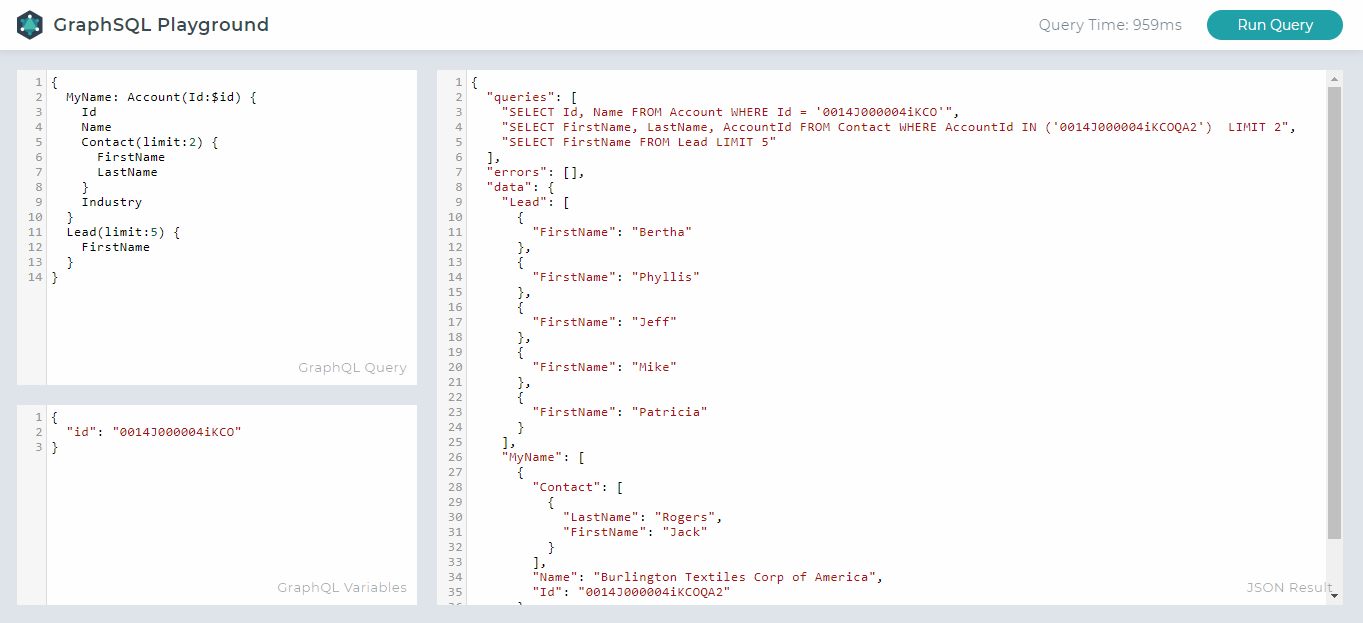 GraphSQL Playground
Query Time: 959ms
Run Query
1 {
2 MyName: Account(Id:$id) {
3 Id
4 Name
5 Contact(limit:2) {
6 FirstName
7 LastName
8 }
9 Industry
10 }
11 Lead(limit:5) {
12 FirstName
13 }
14 }
GraphQL Query
1 {
2 "id": "0014J000004iKCO"
3 }
GraphQL Variables
1 {
2 "queries": [
3 "SELECT Id, Name FROM Account WHERE Id = '0014J000004iKCO'",
4 "SELECT FirstName, LastName, AccountId FROM Contact WHERE AccountId IN ('0014J000004iKCOQA2')  LIMIT 2",
5 "SELECT FirstName FROM Lead LIMIT 5"
6 ],
7 "errors": [],
8 "data": {
9 "Lead": [
10 {
11 "FirstName": "Bertha"
12 },
13 {
14 "FirstName": "Phyllis"
15 },
16 {
17 "FirstName": "Jeff"
18 },
19 {
20 "FirstName": "Mike"
21 },
22 {
23 "FirstName": "Patricia"
24 }
25 ],
26 "MyName": [
27 {
28 "Contact": [
29 {
30 "LastName": "Rogers",
31 "FirstName": "Jack"
32 }
33 ],
34 "Name": "Burlington Textiles Corp of America",
35 "Id": "0014J000004iKCOQA2"
JSON Result